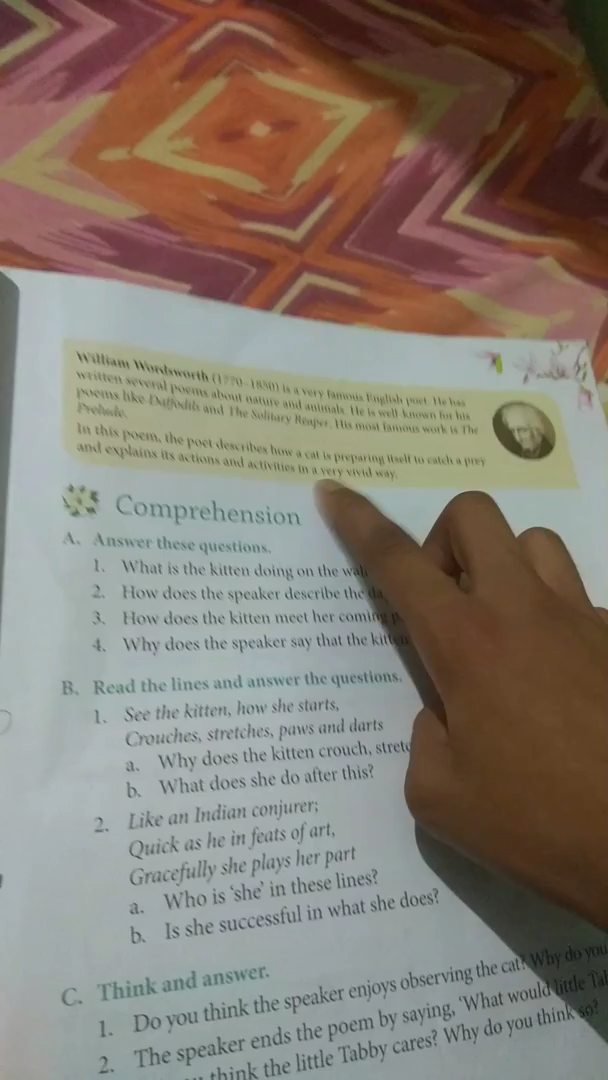 William Wordsworth (1770-1850) is a very famous English poet. He has
written several poems about nature and animals. He is well-known for his
poems like Daffodils and The Solitary Reaper. His most famous work is The
Prelude.
In this poem, the poet describes how a cat is preparing itself to catch a prey
and explains its actions and activities in a very vivid way.
Comprehension
A. Answer these questions.
1. What is the kitten doing on the wall
2. How does the speaker describe the
3. How does the kitten meet her coming
4. Why does the speaker say that the kitten
B. Read the lines and answer the questions.
1. See the kitten, how she starts,
Crouches, stretches, paws and darts
a. Why does the kitten crouch,
b. What does she do after this?
2. Like an Indian conjurer;
Quick as he in feats of art,
Gracefully she plays her part
a. Who is 'she' in these lines?
b. Is she successful in what she does?
C. Think and answer.
1. Do you think the speaker enjoys observing the cat? Why do you
2. The speaker ends the poem by saying, 'What would little
think the little Tabby cares? Why do you think so?